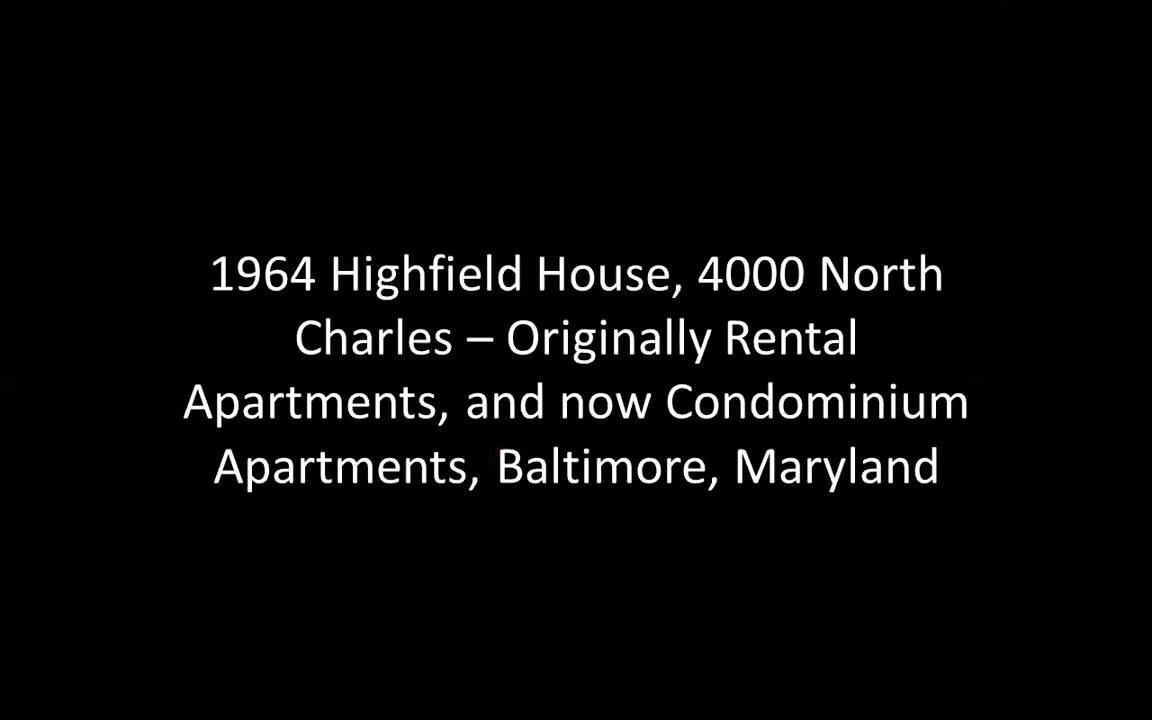 1964 Highfield House, 4000 North
Charles – Originally Rental
Apartments, and now Condominium
Apartments, Baltimore, Maryland